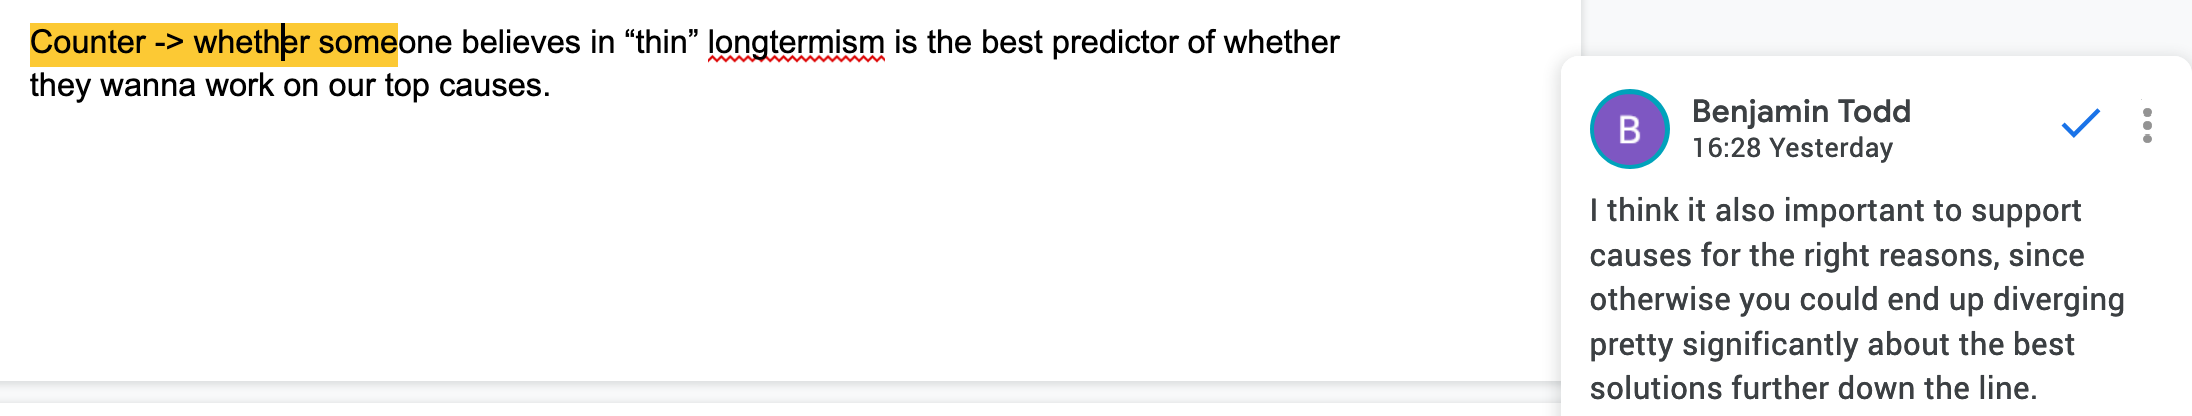 Counter -> whether someone believes in “thin” longtermism is the best predictor of whether
they wanna work on our top causes.
B
Benjamin Todd
16:28 Yesterday
I think it also important to support
causes for the right reasons, since
otherwise you could end up diverging
pretty significantly about the best
solutions further down the line.